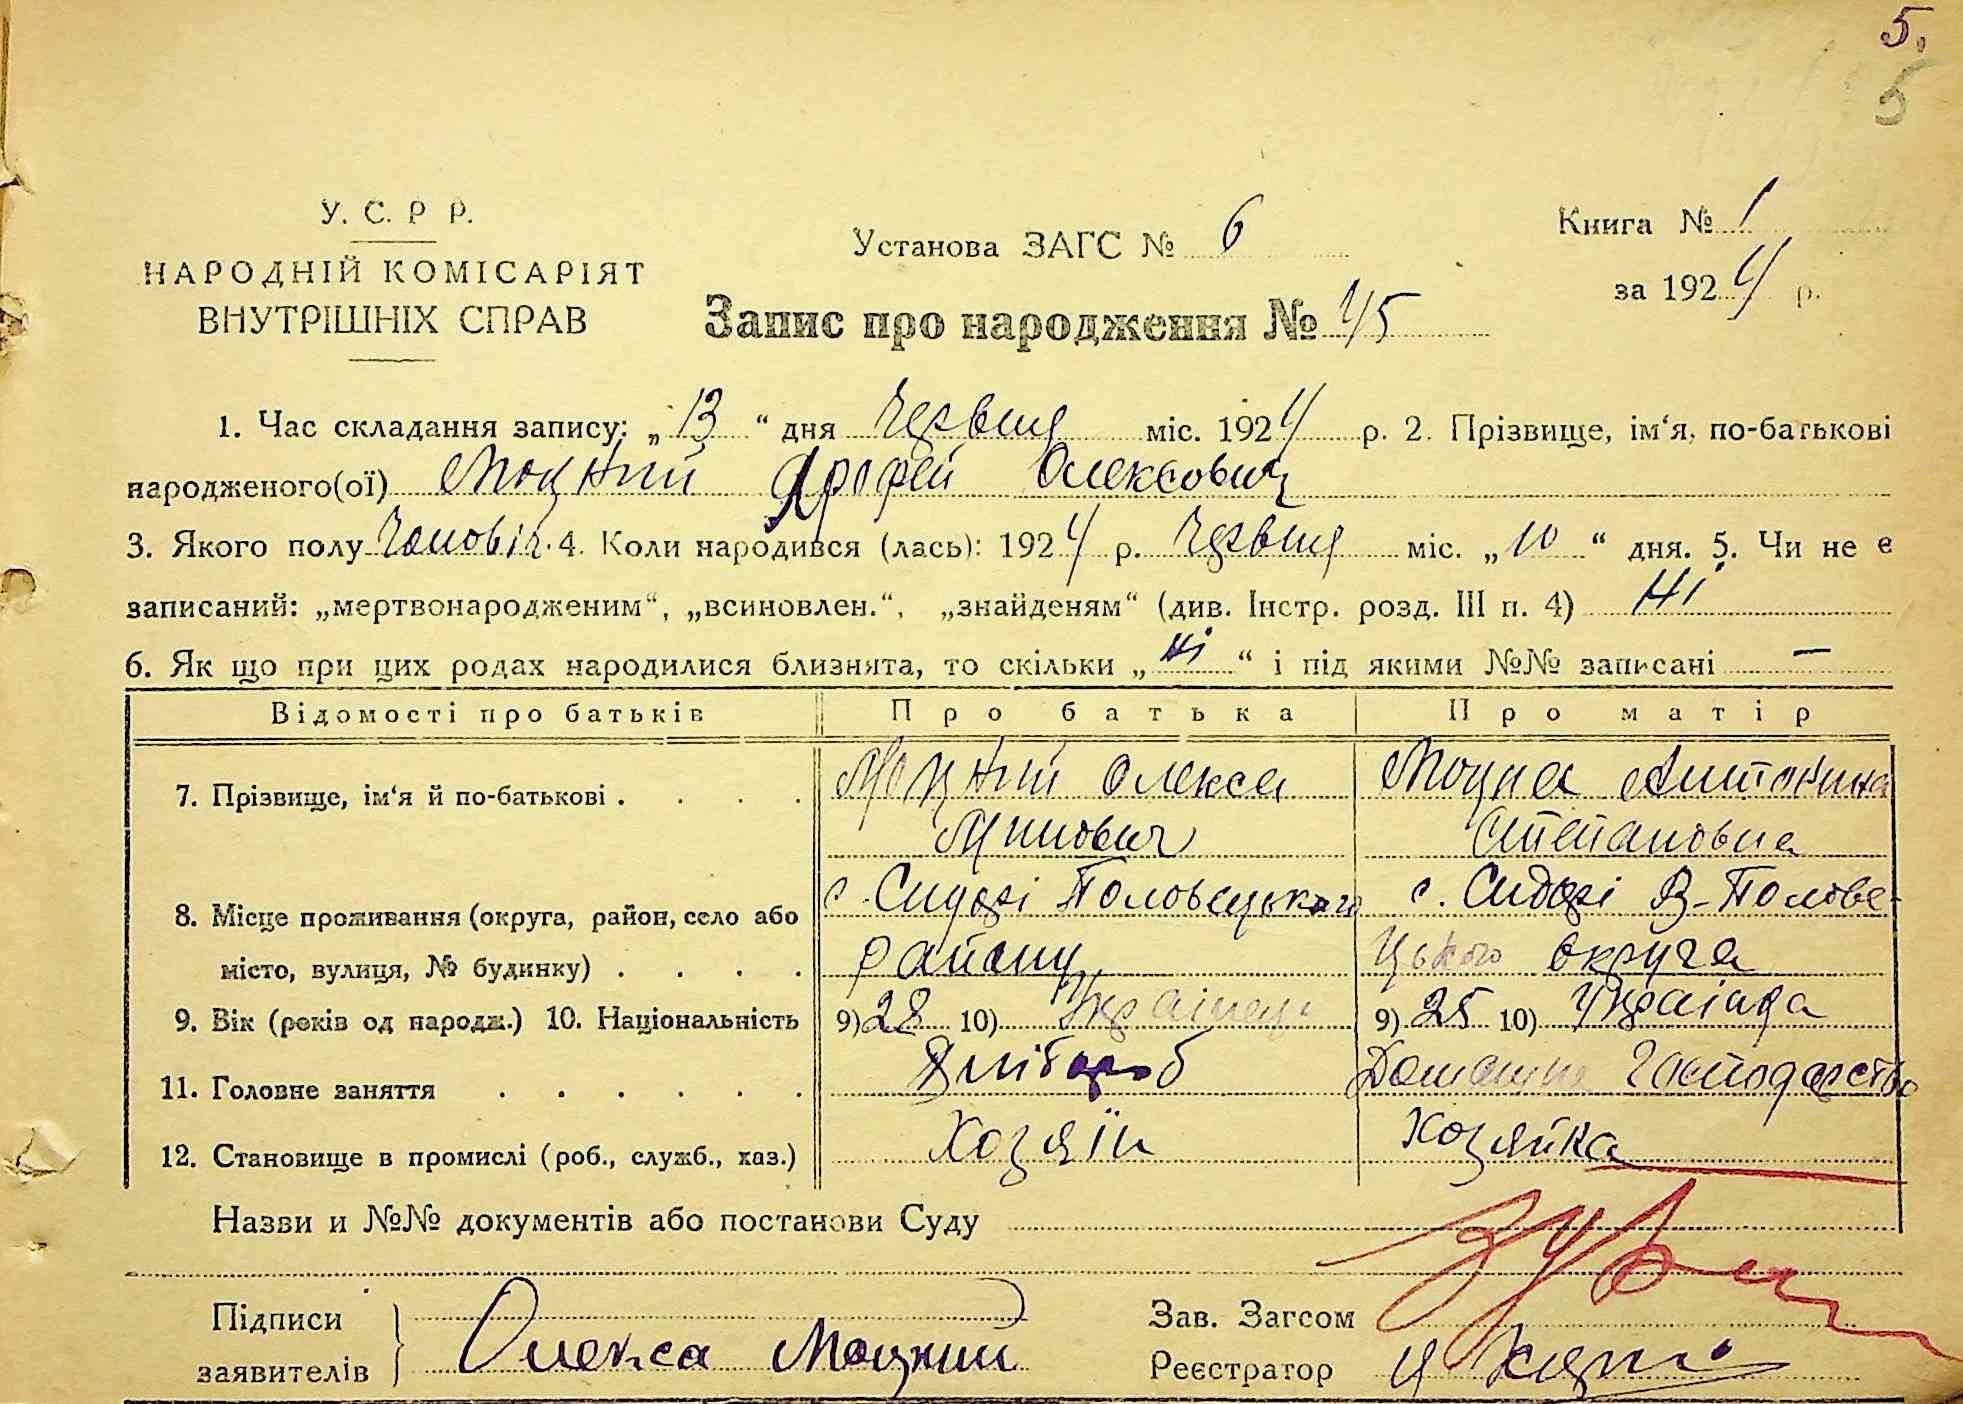 5.
5
У. С. Р Р.
НАРОДНІЙ КОМІСАРІЯТ
ВНУТРІШНІХ СПРАВ
Установа ЗАГС № 6
Книга № 1
за 1924 р.
Запис про народження № 45
1. Час складання запису: „13“ дня Червня міс. 1924 р. 2. Прізвище, ім‘я, по-батькові
народженого(ої) Моцний Дрофей Олексович
3. Якого полу Чоловіч. 4. Коли народився (лась): 1924 р. Червня міс. „10“ дня. 5. Чи не є
записаний: „мертвонародженим“, „всиновлен.“, „знайденям“ (див. Інстр. розд. III п. 4) Ні
6. Як що при цих родах народилися близнята, то скільки „ні“ і під якими №№ записані —
Відомості про батьків Про батька Про матір
7. Прізвище, ім‘я й по-батькові . . . . Моцний Олекса Моцна Антонина
Минович Степановна
8. Місце проживання (округа, район, село або с. Сидорі Половецького с. Сидорі В-Полове-
місто, вулиця, № будинку) . . . . району цького округа
9. Вік (років од народж.) 10. Національність 9) 28 10) Українець 9) 25 10) Українка
11. Головне заняття . . . . . . Хлібороб Домашне Господарство
12. Становище в промислі (роб., служб., хаз.) Хозяїн Хозяйка
Назви и №№ документів або постанови Суду
Підписи
заявителів Олекса Моцний
Зав. Загсом
Реєстратор